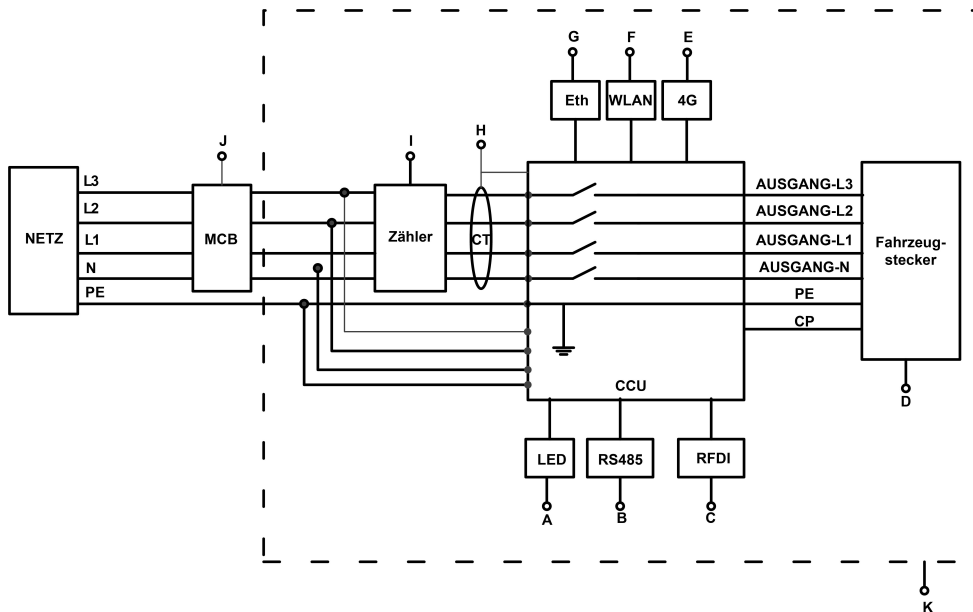 G
F
E
Eth
WLAN
4G
J
I
H
L3
L2
L1
N
PE
NETZ
MCB
Zähler
CT
AUSGANG-L3
AUSGANG-L2
AUSGANG-L1
AUSGANG-N
PE
CP
Fahrzeug-
stecker
CCU
D
LED
RS485
RFDI
A
B
C
K